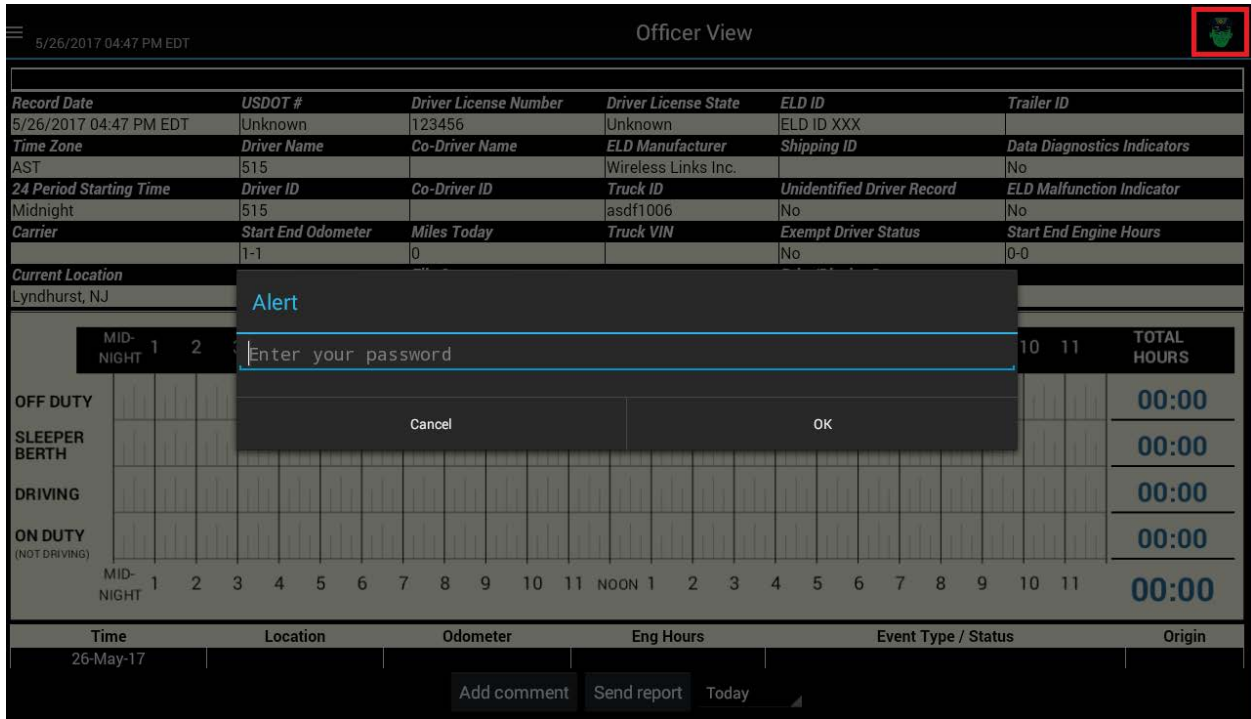 Officer View
5/26/2017 04:47 PM EDT
Record Date USDOT # Driver License Number Driver License State ELD ID Trailer ID
5/26/2017 04:47 PM EDT Unknown 123456 Unknown ELD ID XXX
Time Zone Driver Name Co-Driver Name ELD Manufacturer Shipping ID Data Diagnostics Indicators
AST 515 Wireless Links Inc. No
24 Period Starting Time Driver ID Co-Driver ID Truck ID Unidentified Driver Record ELD Malfunction Indicator
Midnight 515 asdf1006 No No
Carrier Start End Odometer Miles Today Truck VIN Exempt Driver Status Start End Engine Hours
1-1 0 No 0-0
Current Location
Lyndhurst, NJ
Alert
Enter your password
Cancel OK
MID-
NIGHT 1 2 10 11 TOTAL
HOURS
OFF DUTY 00:00
SLEEPER
BERTH 00:00
DRIVING 00:00
ON DUTY 00:00
(NOT DRIVING)
MID-
NIGHT 1 2 3 4 5 6 7 8 9 10 11 NOON 1 2 3 4 5 6 7 8 9 10 11 00:00
Time Location Odometer Eng Hours Event Type / Status Origin
26-May-17
Add comment Send report Today